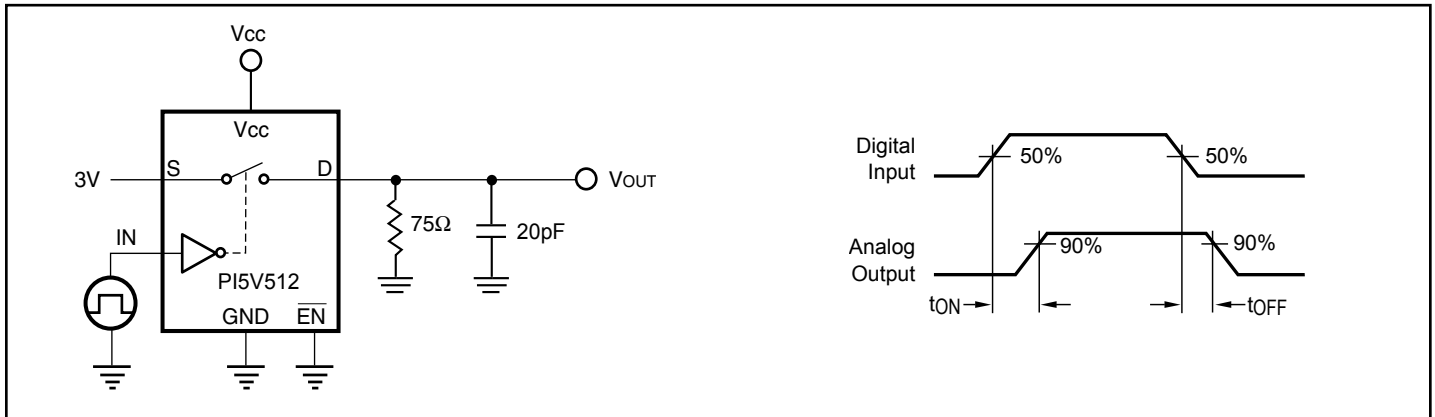 Vcc
Vcc
S
D
3V
VOUT
75Ω
20pF
IN
PI5V512
GND
EN
Digital
Input
50%
50%
Analog
Output
90%
90%
tON
tOFF